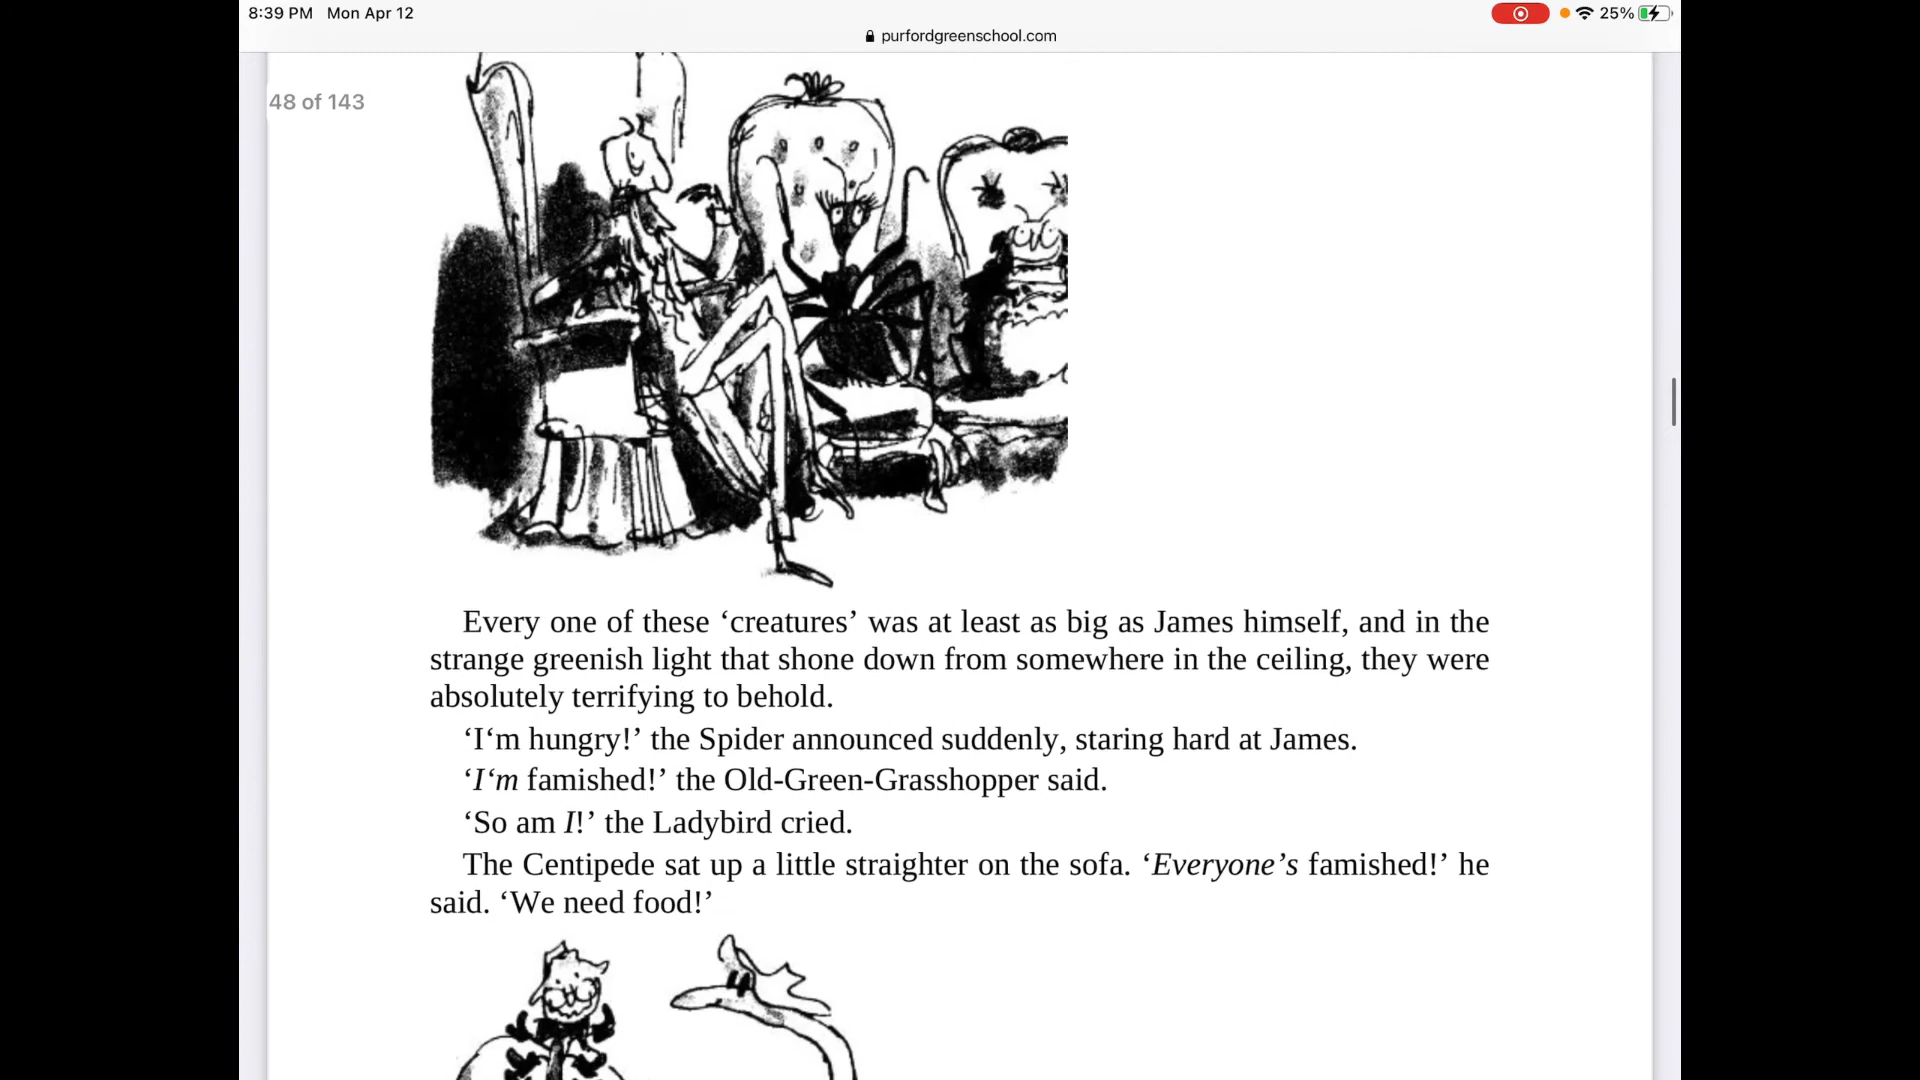 8:39 PM Mon Apr 12
25%
purfordgreenschool.com
48 of 143
Every one of these ‘creatures’ was at least as big as James himself, and in the
strange greenish light that shone down from somewhere in the ceiling, they were
absolutely terrifying to behold.
‘I‘m hungry!’ the Spider announced suddenly, staring hard at James.
‘I‘m famished!’ the Old-Green-Grasshopper said.
‘So am I!’ the Ladybird cried.
The Centipede sat up a little straighter on the sofa. ‘Everyone’s famished!’ he
said. ‘We need food!’